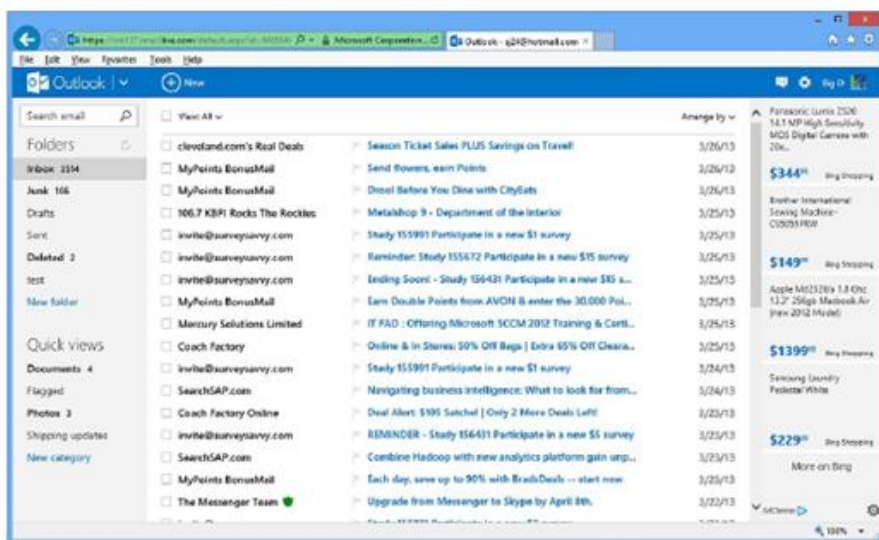 Microsoft Corporation...
Outlook -
File Edit View Favorites Tools Help
Outlook
New
Search email
View: All
Arrange by
Folders
Inbox 3514
Junk 166
Drafts
Sent
Deleted 2
test
New folder
Quick views
Documents 4
Flagged
Photos 3
Shipping updates
New category
cleveland.com's Real Deals Season Ticket Sales PLUS Savings on Travel! 3/26/13
MyPoints BonusMail Send flowers, earn Points 3/26/13
MyPoints BonusMail Drool Before You Dine with CityEats 3/26/13
106.7 KBPI Rocks The Rockies Metalshop 9 - Department of the Interior 3/25/13
invite@surveysavvy.com Study 155991 Participate in a new $1 survey 3/25/13
invite@surveysavvy.com Reminder: Study 155672 Participate in a new $15 survey 3/25/13
invite@surveysavvy.com Ending Soon! - Study 156431 Participate in a new $15 s... 3/25/13
MyPoints BonusMail Earn Double Points from AVON & enter the 30,000 Poi... 3/25/13
Mercury Solutions Limited IT FAD : Offering Microsoft SCCM 2012 Training & Certi... 3/25/13
Coach Factory Online & In Stores: 50% Off Bags | Extra 65% Off Cleara... 3/25/13
invite@surveysavvy.com Study 155991 Participate in a new $1 survey 3/24/13
SearchSAP.com Navigating business intelligence: What to look for from... 3/24/13
Coach Factory Online Deal Alert: $105 Satchel | Only 2 More Deals Left! 3/23/13
invite@surveysavvy.com REMINDER - Study 156431 Participate in a new $5 survey 3/23/13
SearchSAP.com Combine Hadoop with new analytics platform gain unp... 3/23/13
MyPoints BonusMail Each day, save up to 90% with BradsDeals -- start now 3/23/13
The Messenger Team Upgrade from Messenger to Skype by April 8th. 3/22/13
Panasonic Lumix
14.1 MP High Sensitivity
MOS Digital Camera with
20x...
$344 Bing Shopping
Brother International
Sewing Machine-
$149 Bing Shopping
Apple 1.8 Ghz
13.3" 256gb Macbook Air
(new 2012 Model)
$1399 Bing Shopping
Samsung Laundry
Pedestal White
$229 Bing Shopping
More on Bing
AdChoices
100%